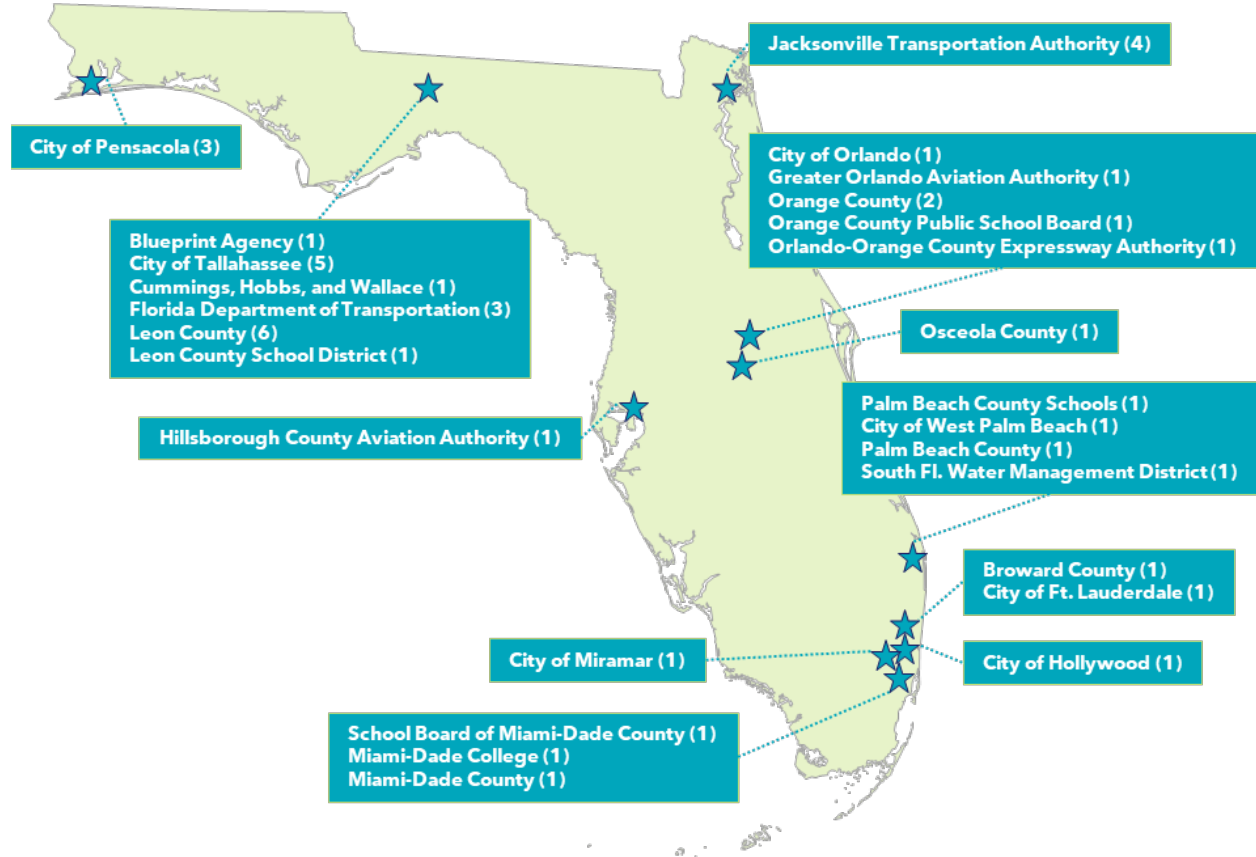 Jacksonville Transportation Authority (4)
City of Pensacola (3)
City of Orlando (1)
Greater Orlando Aviation Authority (1)
Orange County (2)
Orange County Public School Board (1)
Orlando-Orange County Expressway Authority (1)
Blueprint Agency (1)
City of Tallahassee (5)
Cummings, Hobbs, and Wallace (1)
Florida Department of Transportation (3)
Leon County (6)
Leon County School District (1)
Osceola County (1)
Hillsborough County Aviation Authority (1)
Palm Beach County Schools (1)
City of West Palm Beach (1)
Palm Beach County (1)
South Fl. Water Management District (1)
Broward County (1)
City of Ft. Lauderdale (1)
City of Miramar (1)
City of Hollywood (1)
School Board of Miami-Dade County (1)
Miami-Dade College (1)
Miami-Dade County (1)